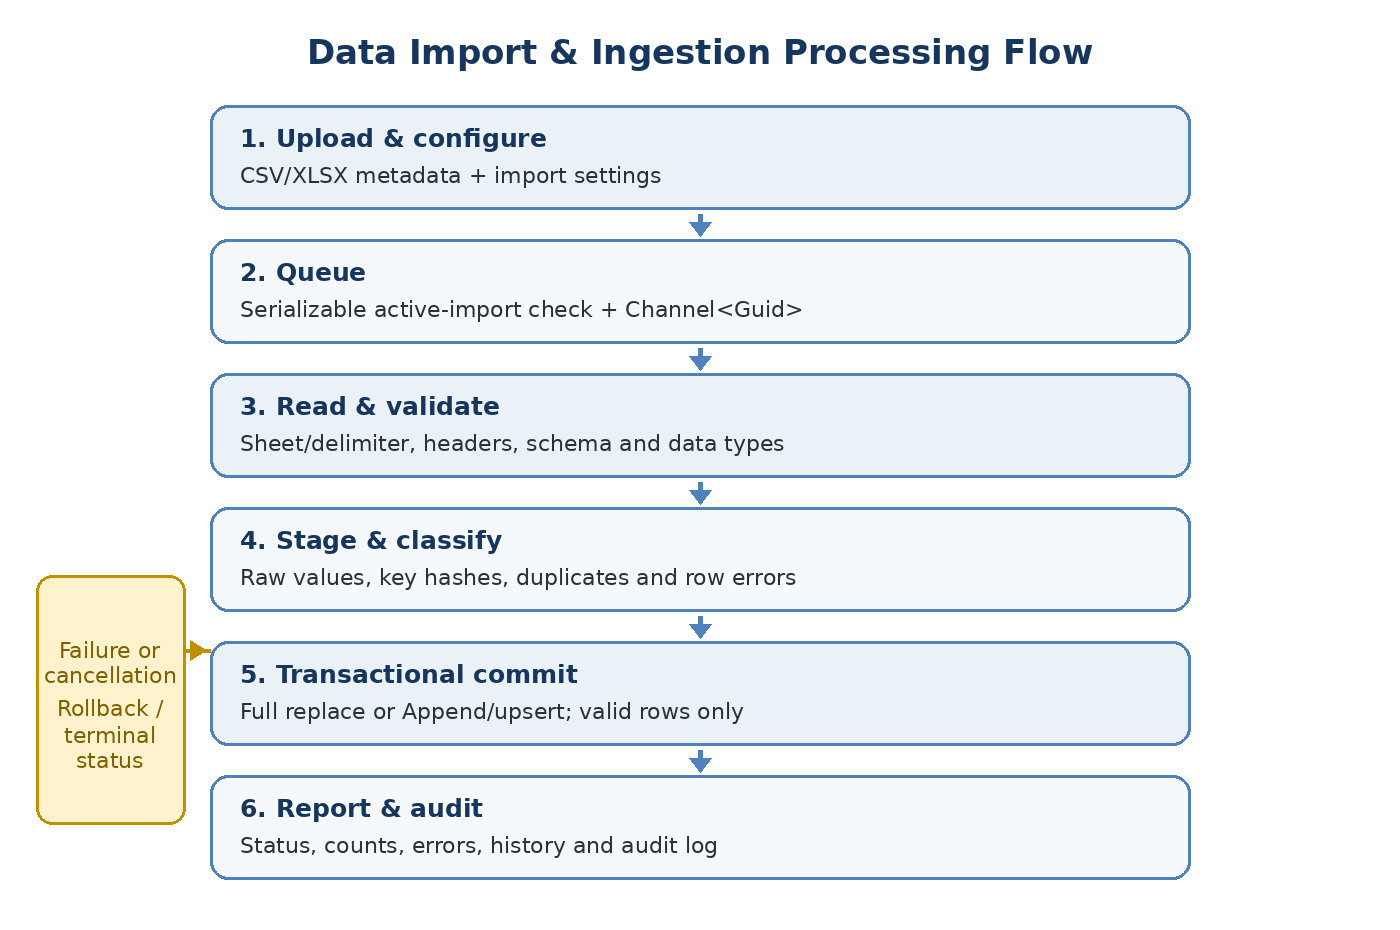 Data Import & Ingestion Processing Flow
1. Upload & configure
CSV/XLSX metadata + import settings
2. Queue
Serializable active-import check + Channel<Guid>
3. Read & validate
Sheet/delimiter, headers, schema and data types
4. Stage & classify
Raw values, key hashes, duplicates and row errors
Failure or
cancellation
Rollback /
terminal
status
5. Transactional commit
Full replace or Append/upsert; valid rows only
6. Report & audit
Status, counts, errors, history and audit log